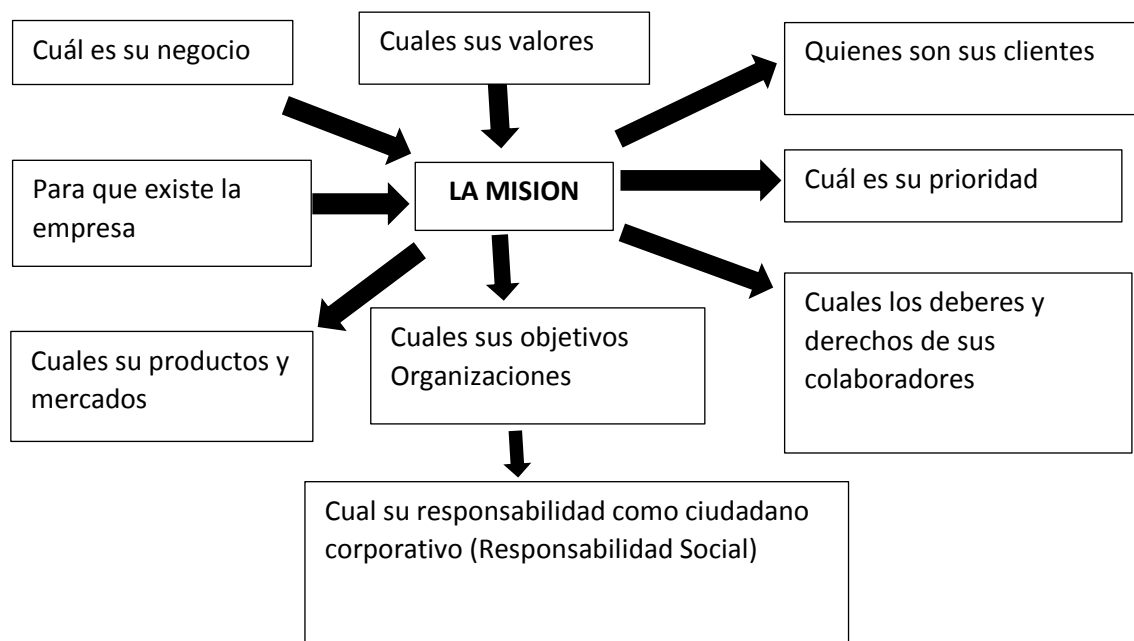 Cuál es su negocio
Cuales sus valores
Quienes son sus clientes
Para que existe la
empresa
LA MISION
Cuál es su prioridad
Cuales su productos y
mercados
Cuales sus objetivos
Organizaciones
Cuales los deberes y
derechos de sus
colaboradores
Cual su responsabilidad como ciudadano
corporativo (Responsabilidad Social)